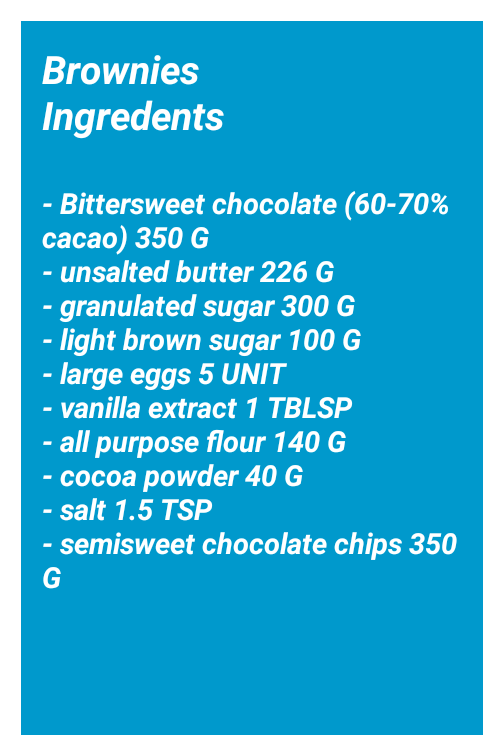 Brownies
Ingredents
- Bittersweet chocolate (60-70%
cacao) 350 G
- unsalted butter 226 G
- granulated sugar 300 G
- light brown sugar 100 G
- large eggs 5 UNIT
- vanilla extract 1 TBLSP
- all purpose flour 140 G
- cocoa powder 40 G
- salt 1.5 TSP
- semisweet chocolate chips 350
G